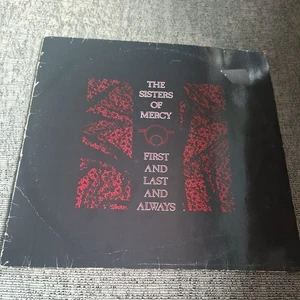 THE
SISTERS
OF
MERCY
FIRST
AND
LAST
AND
ALWAYS